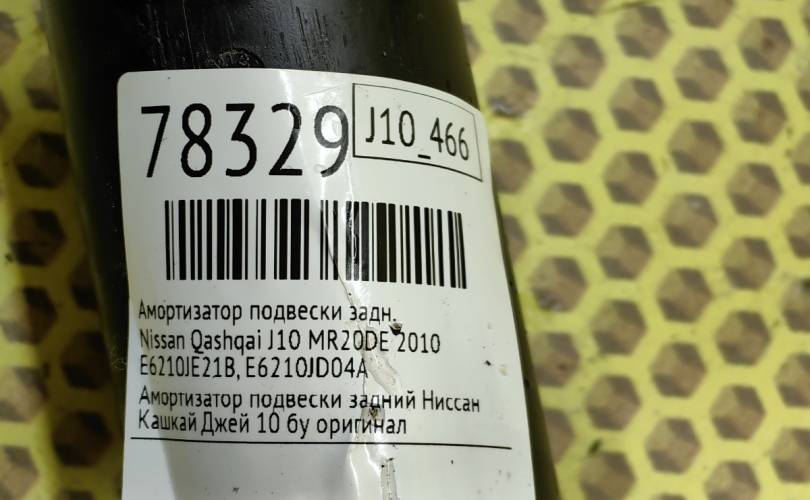 78329
J10_466
Амортизатор подвески задн.
Nissan Qashqai J10 MR20DE 2010
E6210JE21B, E6210JD04A
Амортизатор подвески задний Ниссан
Кашкай Джей 10 бу оригинал